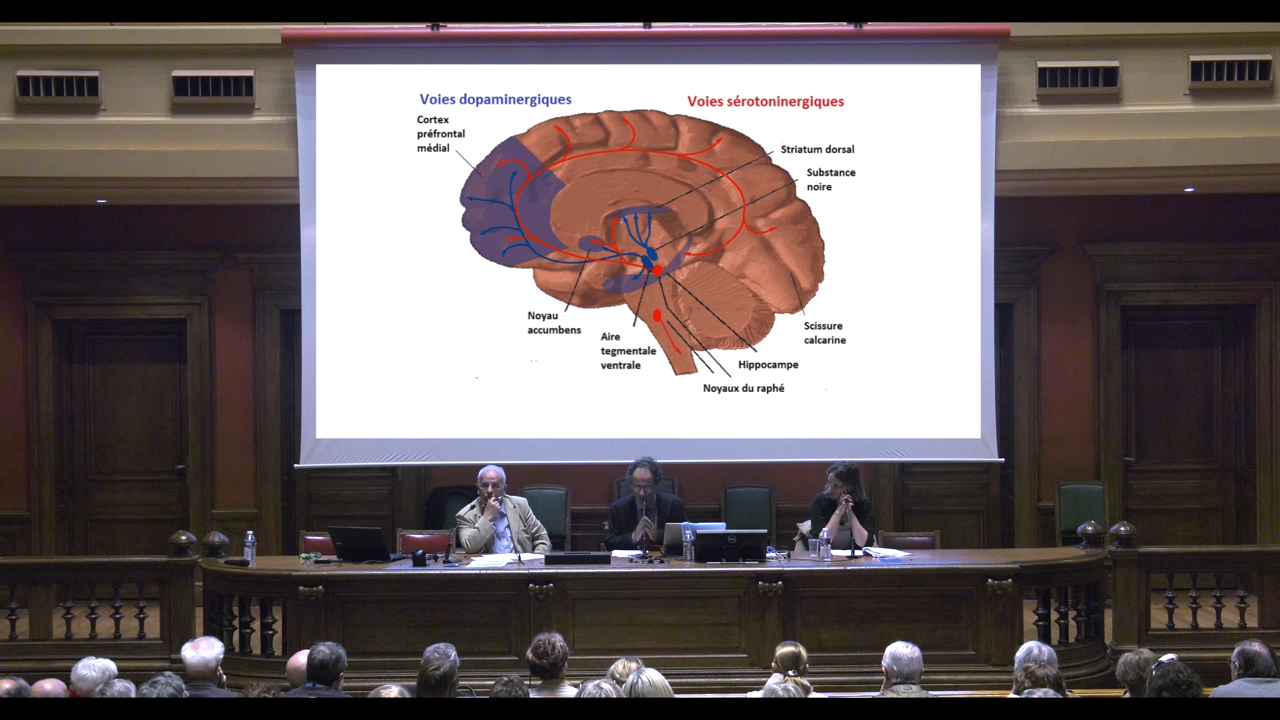 Voies dopaminergiques
Voies sérotoninergiques
Cortex
préfrontal
médial
Striatum dorsal
Substance
noire
Noyau
accumbens
Aire
tegmentale
ventrale
Scissure
calcarine
Hippocampe
Noyaux du raphé
DELL